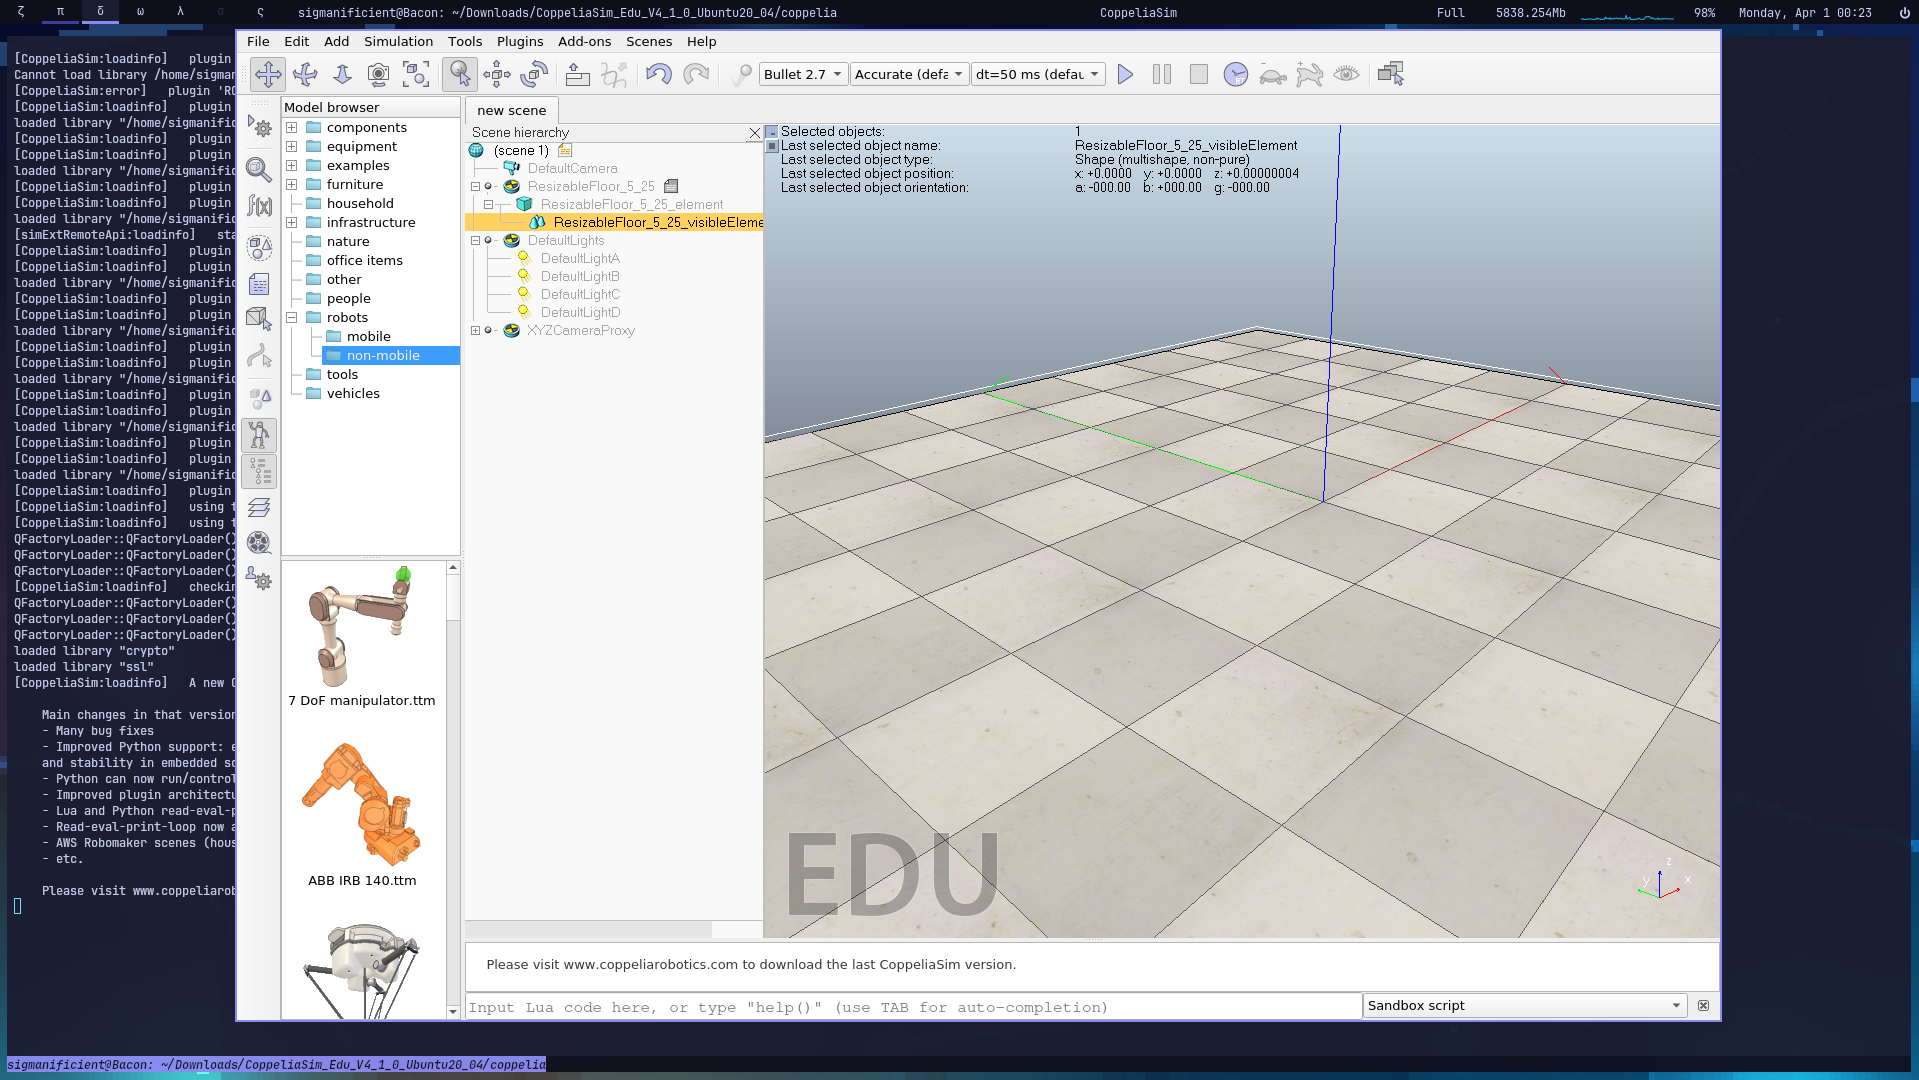 ζ π δ ω λ σ ς sigmanificient@Bacon: ~/Downloads/CoppeliaSim_Edu_V4_1_0_Ubuntu20_04/coppelia CoppeliaSim Full 5838.254Mb 98% Monday, Apr 1 00:23
File Edit Add Simulation Tools Plugins Add-ons Scenes Help
Bullet 2.7 Accurate (defa dt=50 ms (defau
RT
[CoppeliaSim:loadinfo] plugin
Cannot load library /home/sigman
[CoppeliaSim:error] plugin 'RO
[CoppeliaSim:loadinfo] plugin
loaded library "/home/sigmanific
[CoppeliaSim:loadinfo] plugin
[CoppeliaSim:loadinfo] plugin
loaded library "/home/sigmanific
[CoppeliaSim:loadinfo] plugin
loaded library "/home/sigmanific
[CoppeliaSim:loadinfo] plugin
[simExtRemoteApi:loadinfo] sta
[CoppeliaSim:loadinfo] plugin
[CoppeliaSim:loadinfo] plugin
loaded library "/home/sigmanific
[CoppeliaSim:loadinfo] plugin
[CoppeliaSim:loadinfo] plugin
loaded library "/home/sigmanific
[CoppeliaSim:loadinfo] plugin
[CoppeliaSim:loadinfo] plugin
loaded library "/home/sigmanific
[CoppeliaSim:loadinfo] plugin
[CoppeliaSim:loadinfo] plugin
loaded library "/home/sigmanific
[CoppeliaSim:loadinfo] plugin
[CoppeliaSim:loadinfo] plugin
loaded library "/home/sigmanific
[CoppeliaSim:loadinfo] plugin
[CoppeliaSim:loadinfo] using t
[CoppeliaSim:loadinfo] using t
QFactoryLoader::QFactoryLoader()
QFactoryLoader::QFactoryLoader()
QFactoryLoader::QFactoryLoader()
[CoppeliaSim:loadinfo] checkin
QFactoryLoader::QFactoryLoader()
QFactoryLoader::QFactoryLoader()
QFactoryLoader::QFactoryLoader()
loaded library "crypto"
loaded library "ssl"
[CoppeliaSim:loadinfo] A new
Main changes in that version
- Many bug fixes
- Improved Python support: e
and stability in embedded sc
- Python can now run/control
- Improved plugin architectu
- Lua and Python read-eval-p
- Read-eval-print-loop now a
- AWS Robomaker scenes (hous
- etc.
Please visit www.coppeliarob
sigmanificient@Bacon: ~/Downloads/CoppeliaSim_Edu_V4_1_0_Ubuntu20_04/coppelia
f(x)
Model browser
components
equipment
examples
furniture
household
infrastructure
nature
office items
other
people
robots
mobile
non-mobile
tools
vehicles
7 DoF manipulator.ttm
ABB IRB 140.ttm
new scene
Scene hierarchy
(scene 1)
DefaultCamera
ResizableFloor_5_25
ResizableFloor_5_25_element
ResizableFloor_5_25_visibleEleme
DefaultLights
DefaultLightA
DefaultLightB
DefaultLightC
DefaultLightD
XYZCameraProxy
Selected objects: 1
Last selected object name: ResizableFloor_5_25_visibleElement
Last selected object type: Shape (multishape, non-pure)
Last selected object position: x: +0.0000 y: +0.0000 z: +0.00000004
Last selected object orientation: a: -000.00 b: +000.00 g: -000.00
EDU
z
y x
Please visit www.coppeliarobotics.com to download the last CoppeliaSim version.
Input Lua code here, or type "help()" (use TAB for auto-completion) Sandbox script